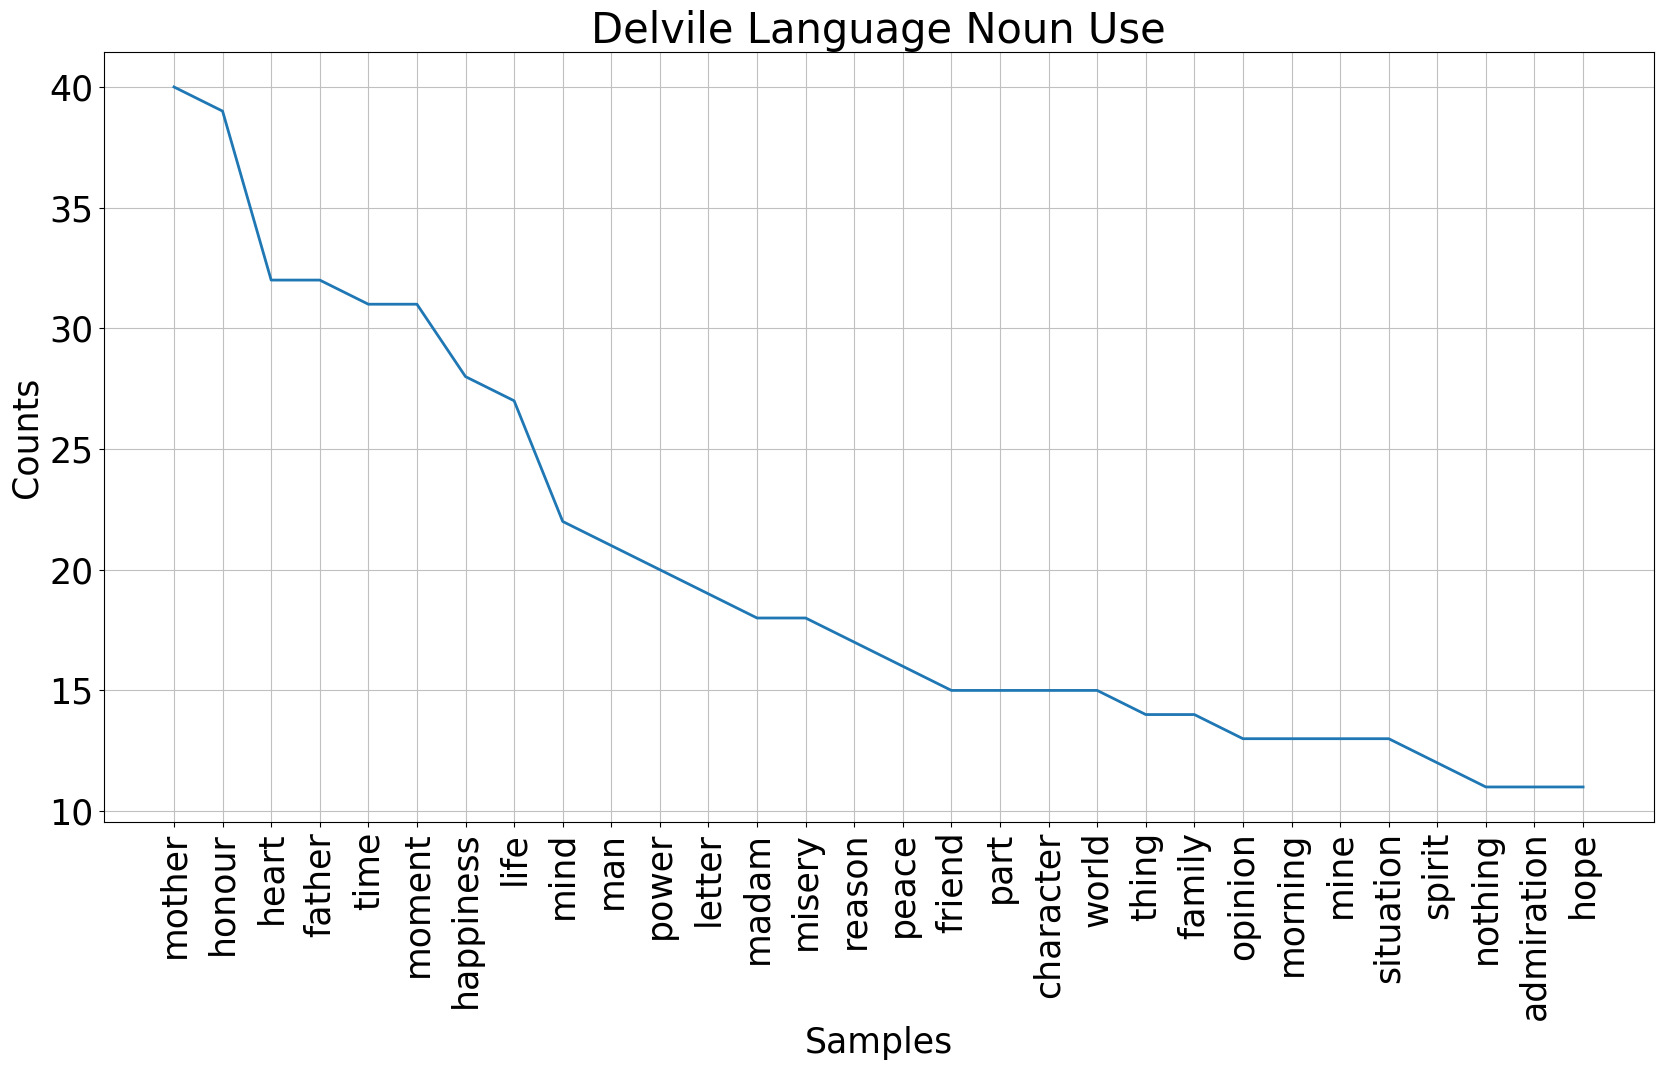 Delvile Language Noun Use
Counts
40
35
30
25
20
15
10
mother
honour
heart
father
time
moment
happiness
life
mind
man
power
letter
madam
misery
reason
peace
friend
part
character
world
thing
family
opinion
morning
mine
situation
spirit
nothing
admiration
hope
Samples